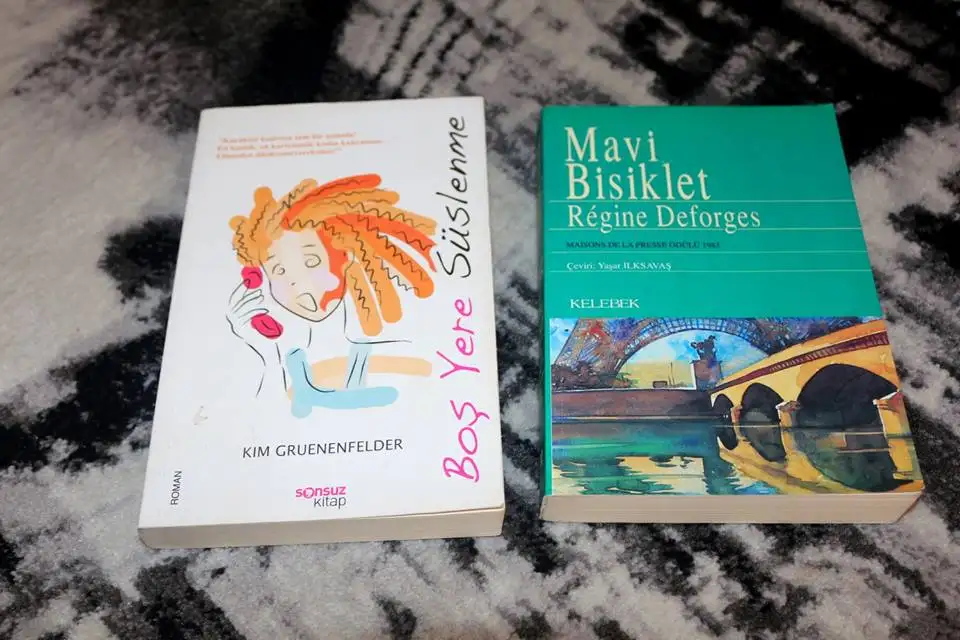 Boş Yere Süslenme
KIM GRUENENFELDER
ROMAN
sonsuz
kitap
Mavi
Bisiklet
Régine Deforges
MAISONS DE LA PRESSE ÖDÜLÜ 1983
Çeviri: Yaşar İLKSAVAŞ
KELEBEK